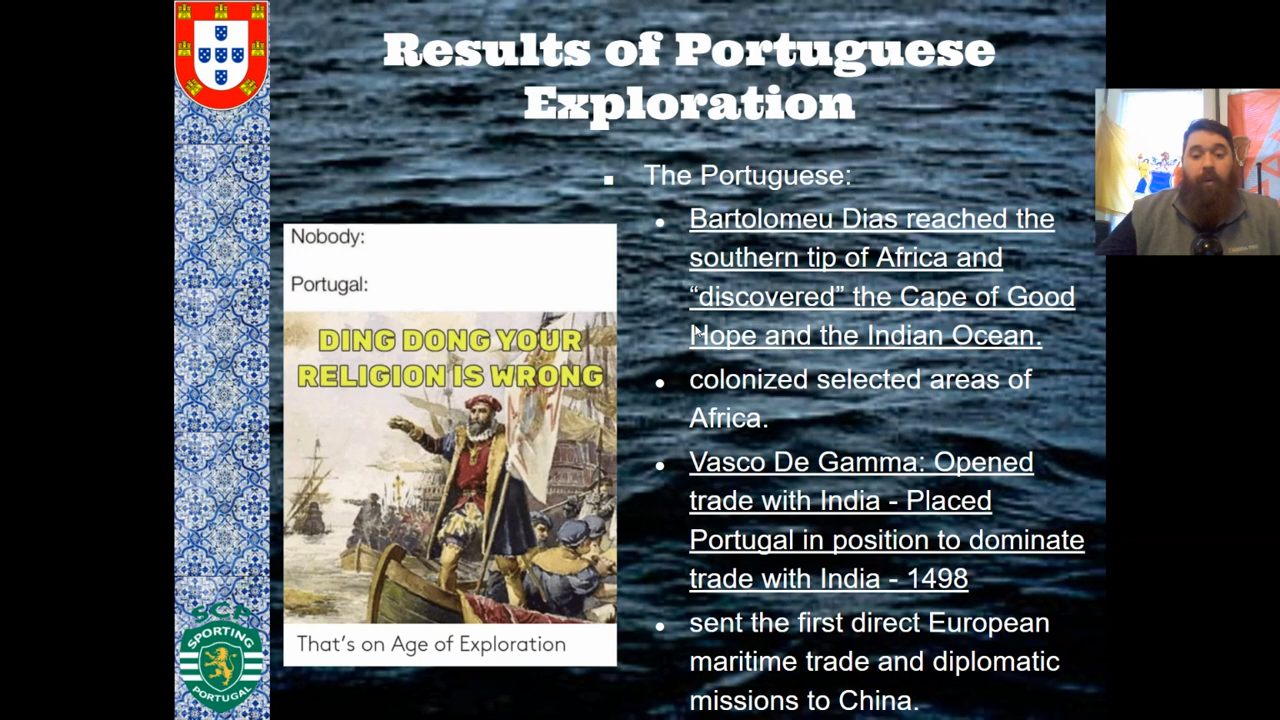 Results of Portuguese
Exploration
The Portuguese:
Bartolomeu Dias reached the
southern tip of Africa and
“discovered” the Cape of Good
Hope and the Indian Ocean.
colonized selected areas of
Africa.
Vasco De Gamma: Opened
trade with India - Placed
Portugal in position to dominate
trade with India - 1498
sent the first direct European
maritime trade and diplomatic
missions to China.
Nobody:
Portugal:
DING DONG YOUR
RELIGION IS WRONG
That's on Age of Exploration
SCP
SPORTING
PORTUGAL